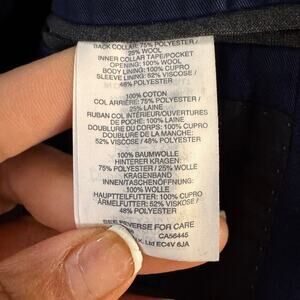 BACK COLLAR: 75% POLYESTER /
25% WOOL
INNER COLLAR TAPE/POCKET
OPENING: 100% WOOL
BODY LINING: 100% CUPRO
SLEEVE LINING: 52% VISCOSE /
48% POLYESTER
100% COTON
COL ARRIÈRE: 75% POLYESTER /
25% LAINE
RUBAN COL INTÉRIEUR/OUVERTURES
DE POCHE: 100% LAINE
DOUBLURE DU CORPS: 100% CUPRO
DOUBLURE DE LA MANCHE:
52% VISCOSE / 48% POLYESTER
100% BAUMWOLLE
HINTERER KRAGEN:
75% POLYESTER / 25% WOLLE
KRAGENBAND
INNEN/TASCHENÖFFNUNG:
100% WOLLE
HAUPTTEILFUTTER: 100% CUPRO
ÄRMELFUTTER: 52% VISKOSE /
48% POLYESTER
SEE REVERSE FOR CARE
CA56445
Ltd EC4V 6JA